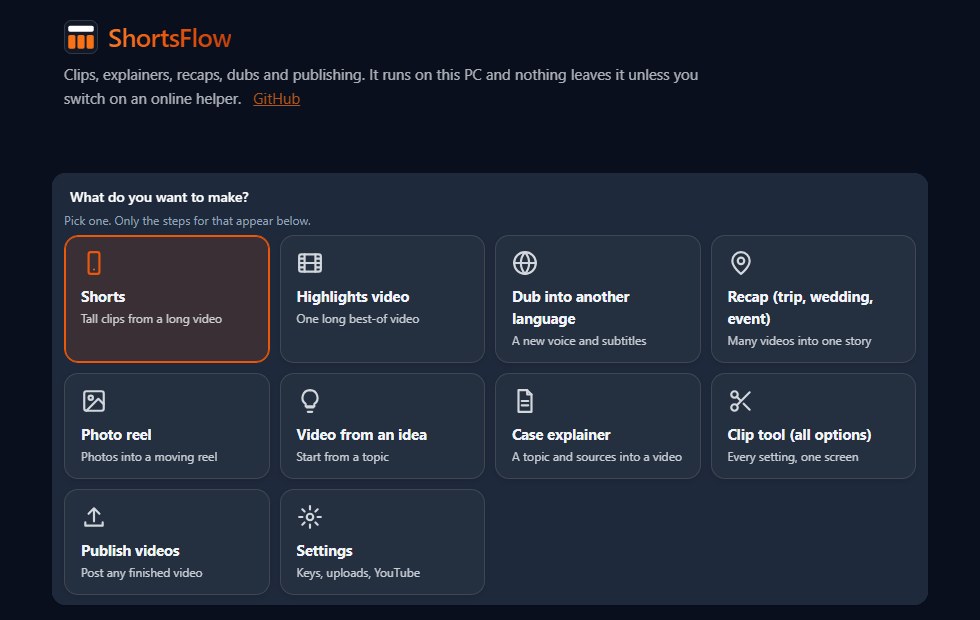 ShortsFlow
Clips, explainers, recaps, dubs and publishing. It runs on this PC and nothing leaves it unless you
switch on an online helper. GitHub
What do you want to make?
Pick one. Only the steps for that appear below.
Shorts
Tall clips from a long video
Highlights video
One long best-of video
Dub into another
language
A new voice and subtitles
Recap (trip, wedding,
event)
Many videos into one story
Photo reel
Photos into a moving reel
Video from an idea
Start from a topic
Case explainer
A topic and sources into a video
Clip tool (all options)
Every setting, one screen
Publish videos
Post any finished video
Settings
Keys, uploads, YouTube